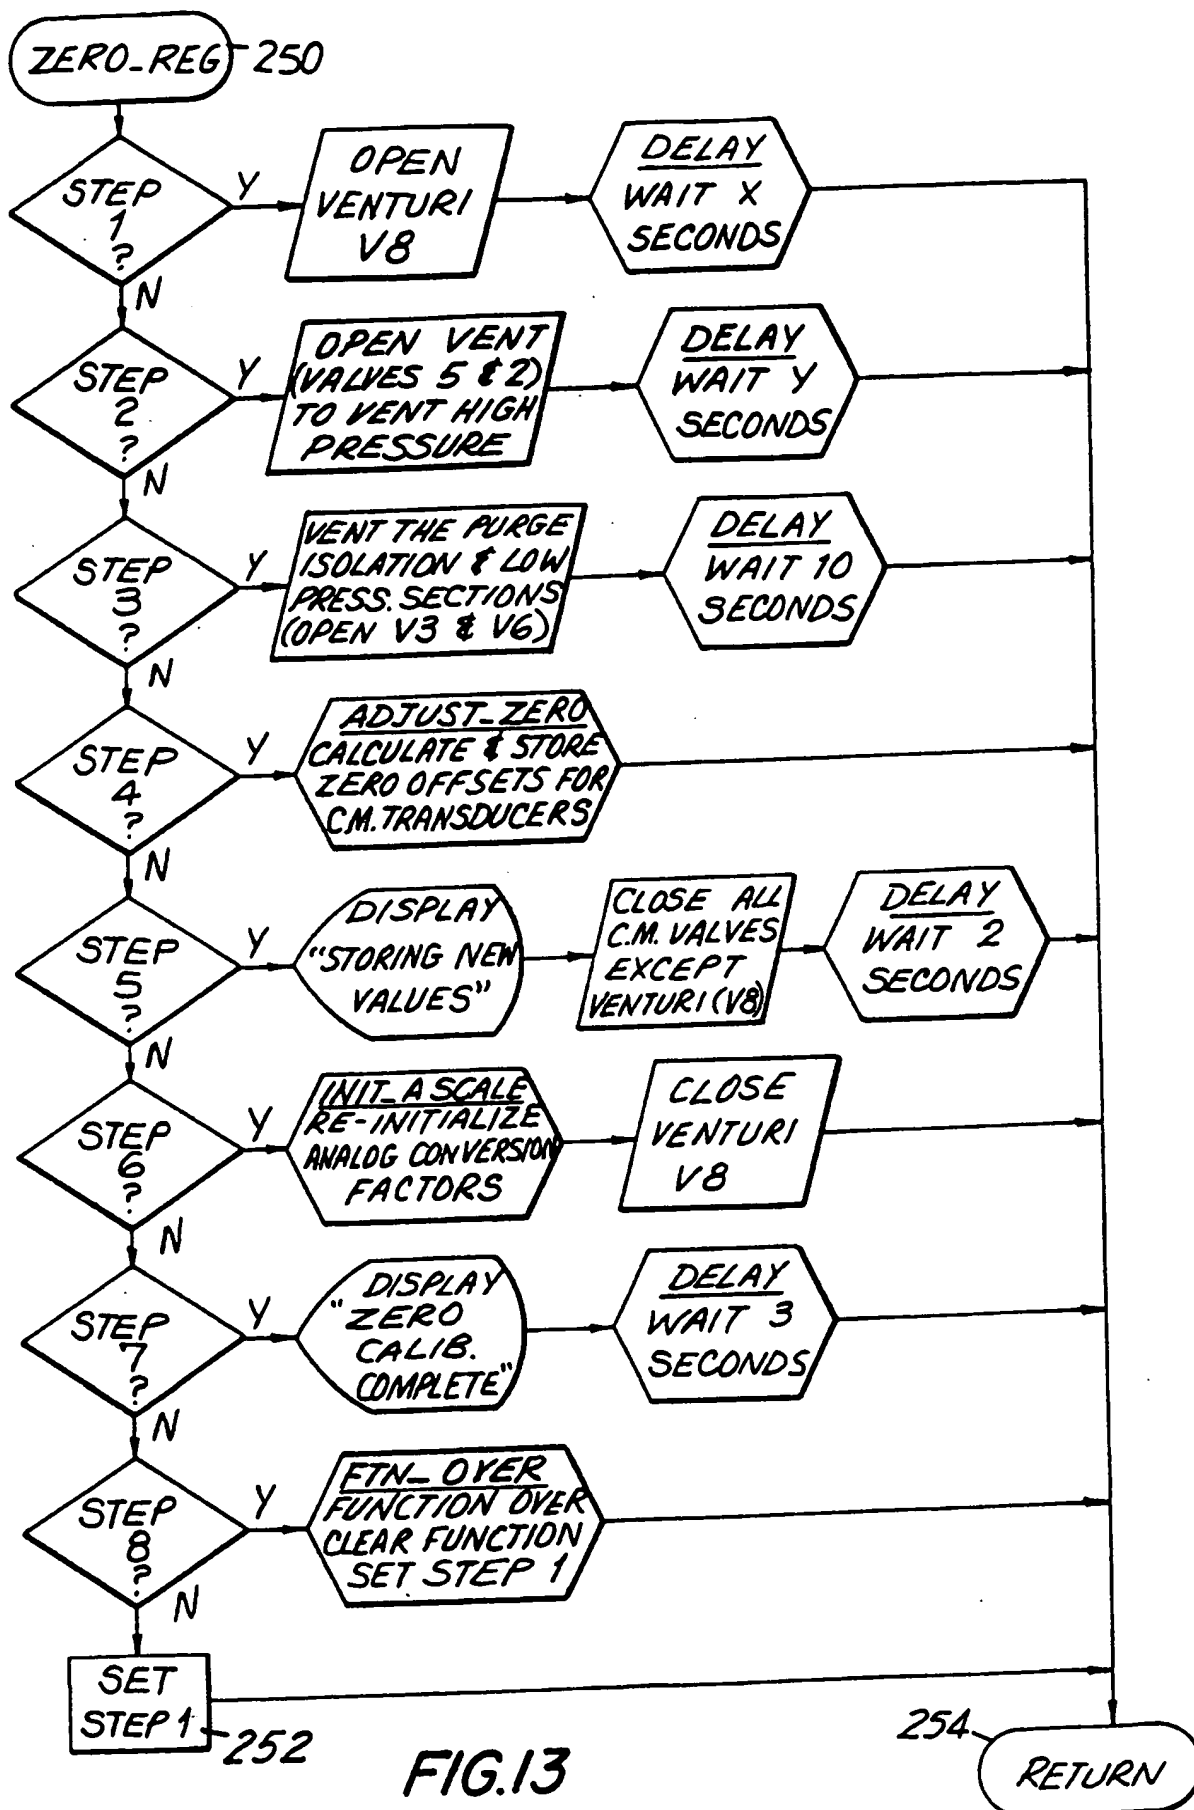 ZERO_REG
250
STEP
1
?
Y
N
OPEN
VENTURI
V8
DELAY
WAIT X
SECONDS
STEP
2
?
Y
N
OPEN VENT
(VALVES 5 & 2)
TO VENT HIGH
PRESSURE
DELAY
WAIT Y
SECONDS
STEP
3
?
Y
N
VENT THE PURGE
ISOLATION & LOW
PRESS. SECTIONS
(OPEN V3 & V6)
DELAY
WAIT 10
SECONDS
STEP
4
?
Y
N
ADJUST_ZERO
CALCULATE & STORE
ZERO OFFSETS FOR
C.M. TRANSDUCERS
STEP
5
?
Y
N
DISPLAY
"STORING NEW
VALUES"
CLOSE ALL
C.M. VALVES
EXCEPT
VENTURI (V8)
DELAY
WAIT 2
SECONDS
STEP
6
?
Y
N
INIT_A SCALE
RE-INITIALIZE
ANALOG CONVERSION
FACTORS
CLOSE
VENTURI
V8
STEP
7
?
Y
N
DISPLAY
"ZERO
CALIB.
COMPLETE"
DELAY
WAIT 3
SECONDS
STEP
8
?
Y
N
FTN_OVER
FUNCTION OVER
CLEAR FUNCTION
SET STEP 1
SET
STEP 1
252
254
RETURN
FIG.13